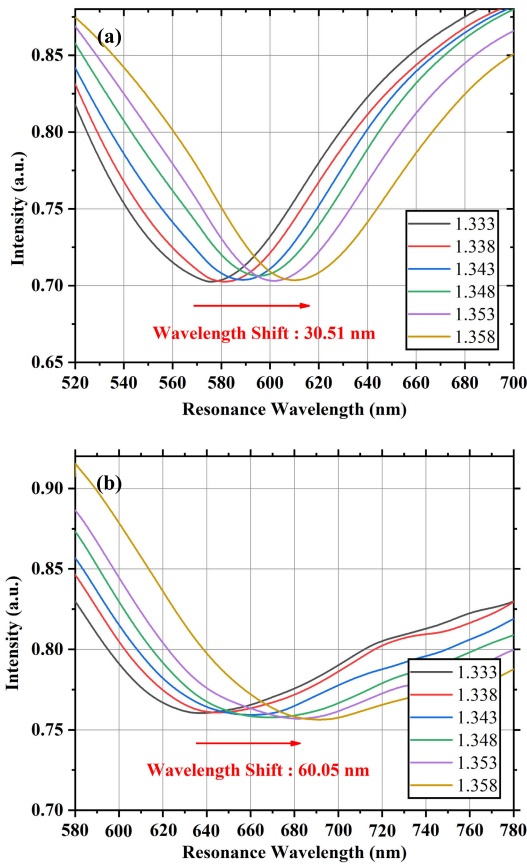 (a)
0.85
0.80
0.75
0.70
0.65
Intensity (a.u.)
1.333
1.338
1.343
1.348
1.353
1.358
Wavelength Shift : 30.51 nm
520 540 560 580 600 620 640 660 680 700
Resonance Wavelength (nm)
(b)
0.90
0.85
0.80
0.75
0.70
Intensity (a.u.)
1.333
1.338
1.343
1.348
1.353
1.358
Wavelength Shift : 60.05 nm
580 600 620 640 660 680 700 720 740 760 780
Resonance Wavelength (nm)